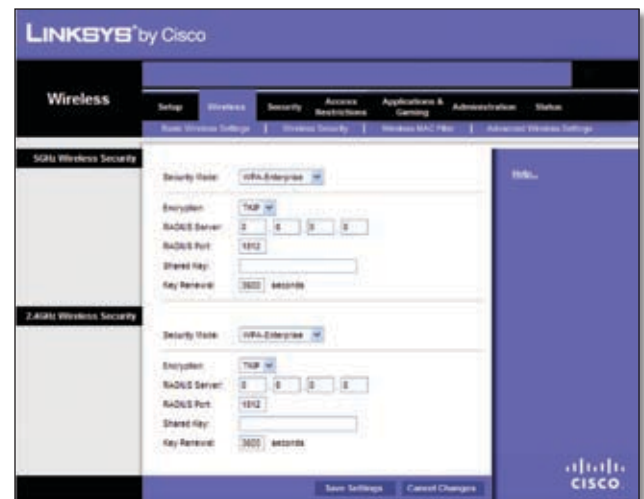 LINKSYS® by Cisco
Wireless
Setup Wireless Security Access Restrictions Applications & Gaming Administration Status
Basic Wireless Settings | Wireless Security | Wireless MAC Filter | Advanced Wireless Settings
5GHz Wireless Security
Help...
Security Mode: WPA-Enterprise
Encryption: TKIP
RADIUS Server: 0 . 0 . 0 . 0
RADIUS Port: 1812
Shared Key:
Key Renewal: 3600 seconds
2.4GHz Wireless Security
Security Mode: WPA-Enterprise
Encryption: TKIP
RADIUS Server: 0 . 0 . 0 . 0
RADIUS Port: 1812
Shared Key:
Key Renewal: 3600 seconds
Save Settings Cancel Changes
CISCO